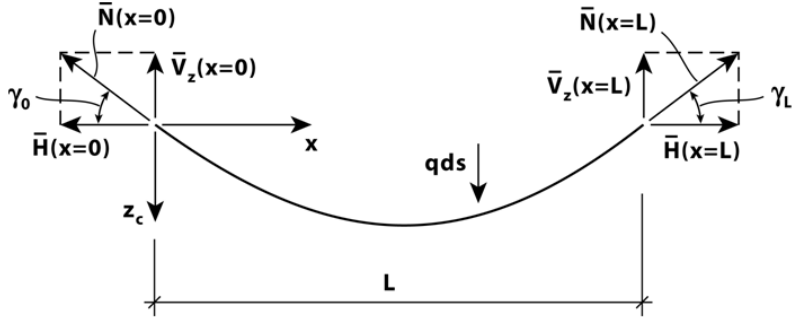 N̄(x=0)
V̄z(x=0)
γ0
H̄(x=0)
x
zc
qds
L
N̄(x=L)
V̄z(x=L)
γL
H̄(x=L)